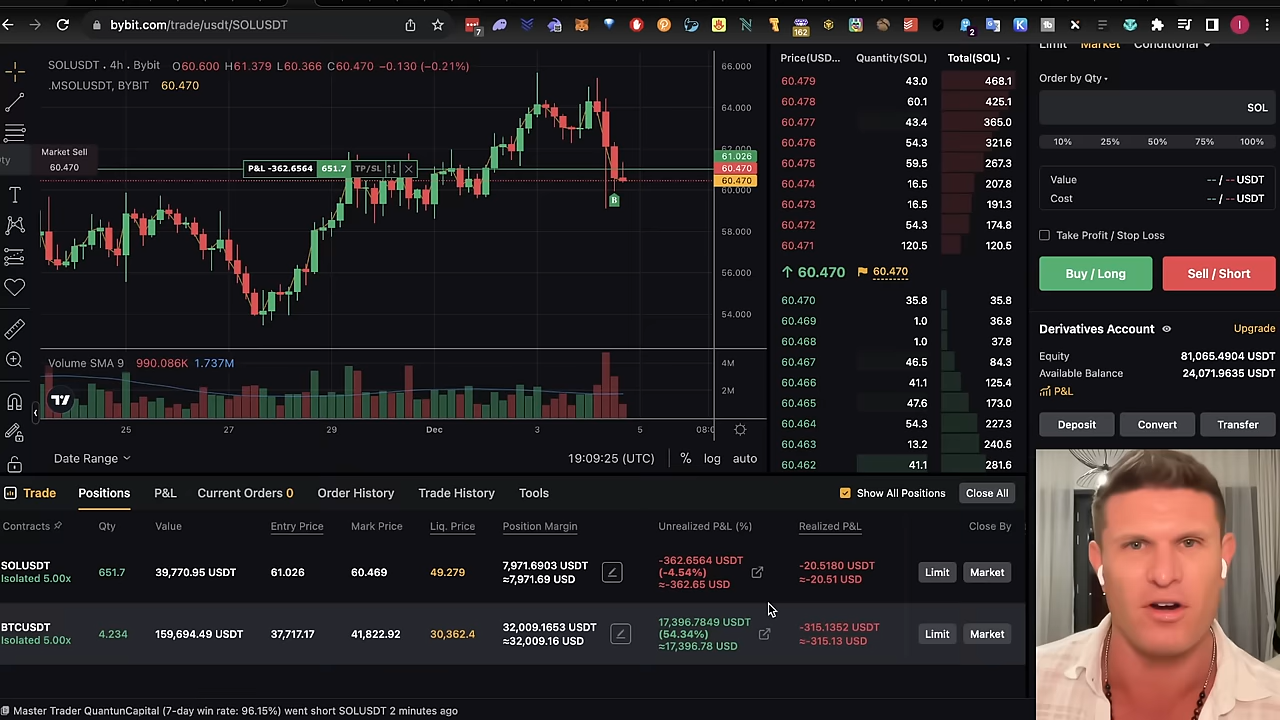 bybit.com/trade/usdt/SOLUSDT
7
162
2
I
SOLUSDT . 4h . Bybit O60.600 H61.379 L60.366 C60.470 -0.130 (-0.21%)
.MSOLUSDT, BYBIT 60.470
Market Sell
60.470
P&L -362.6564 651.7 TP/SL
B
66.000
64.000
62.000
61.026
60.470
60.470
60.000
58.000
56.000
54.000
Volume SMA 9 990.086K 1.737M
4M
2M
25 27 29 Dec 3 5 08:0
Date Range 19:09:25 (UTC) % log auto
Price(USD... Quantity(SOL) Total(SOL)
60.479 43.0 468.1
60.478 60.1 425.1
60.477 43.4 365.0
60.476 54.3 321.6
60.475 59.5 267.3
60.474 16.5 207.8
60.473 16.5 191.3
60.472 54.3 174.8
60.471 120.5 120.5
60.470 60.470
60.470 35.8 35.8
60.469 1.0 36.8
60.468 1.0 37.8
60.467 46.5 84.3
60.466 41.1 125.4
60.465 47.6 173.0
60.464 54.3 227.3
60.463 13.2 240.5
60.462 41.1 281.6
Limit Market Conditional
Order by Qty
SOL
10% 25% 50% 75% 100%
Value -- / -- USDT
Cost -- / -- USDT
Take Profit / Stop Loss
Buy / Long Sell / Short
Derivatives Account Upgrade
Equity 81,065.4904 USDT
Available Balance 24,071.9635 USDT
P&L
Deposit Convert Transfer
Trade Positions P&L Current Orders 0 Order History Trade History Tools Show All Positions Close All
Contracts Qty Value Entry Price Mark Price Liq. Price Position Margin Unrealized P&L (%) Realized P&L Close By
SOLUSDT
Isolated 5.00x
651.7 39,770.95 USDT 61.026 60.469 49.279
7,971.6903 USDT
≈7,971.69 USD
-362.6564 USDT
(-4.54%)
≈-362.65 USD
-20.5180 USDT
≈-20.51 USD
Limit Market
BTCUSDT
Isolated 5.00x
4.234 159,694.49 USDT 37,717.17 41,822.92 30,362.4
32,009.1653 USDT
≈32,009.16 USD
17,396.7849 USDT
(54.34%)
≈17,396.78 USD
-315.1352 USDT
≈-315.13 USD
Limit Market
Master Trader QuantunCapital (7-day win rate: 96.15%) went short SOLUSDT 2 minutes ago